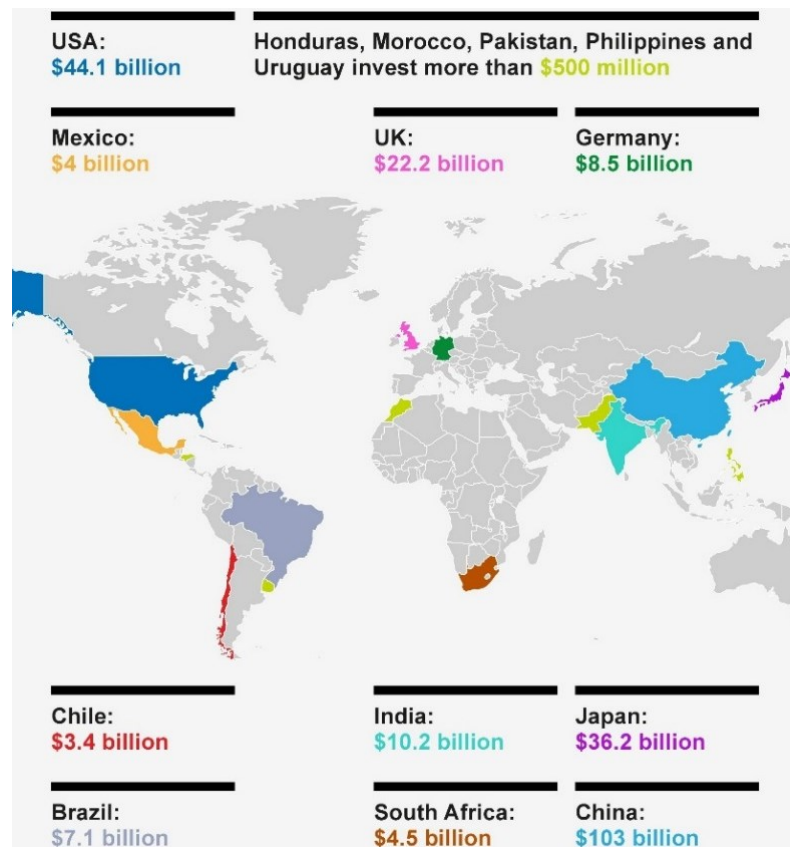 USA:
$44.1 billion
Honduras, Morocco, Pakistan, Philippines and
Uruguay invest more than $500 million
Mexico:
$4 billion
UK:
$22.2 billion
Germany:
$8.5 billion
Chile:
$3.4 billion
India:
$10.2 billion
Japan:
$36.2 billion
Brazil:
$7.1 billion
South Africa:
$4.5 billion
China:
$103 billion